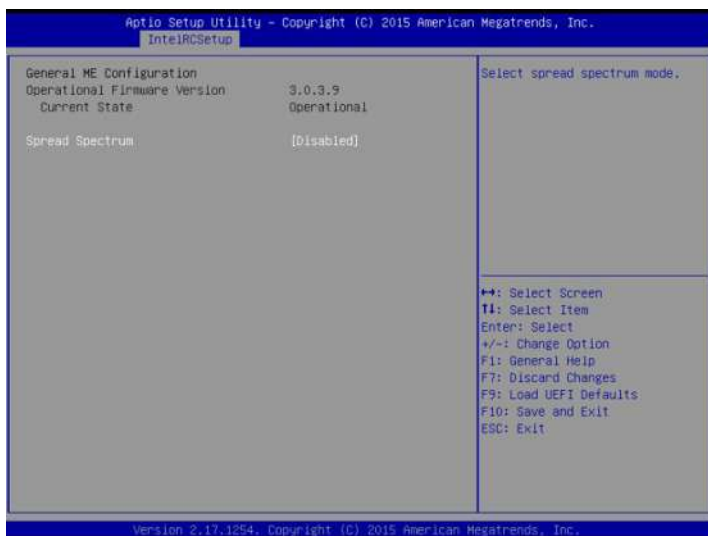 Aptio Setup Utility – Copyright (C) 2015 American Megatrends, Inc.
IntelRCSetup
General ME Configuration
Operational Firmware Version 3.0.3.9
Current State Operational
Spread Spectrum [Disabled]
Select spread spectrum mode.
↔: Select Screen
↑↓: Select Item
Enter: Select
+/-: Change Option
F1: General Help
F7: Discard Changes
F9: Load UEFI Defaults
F10: Save and Exit
ESC: Exit
Version 2.17.1254. Copyright (C) 2015 American Megatrends, Inc.